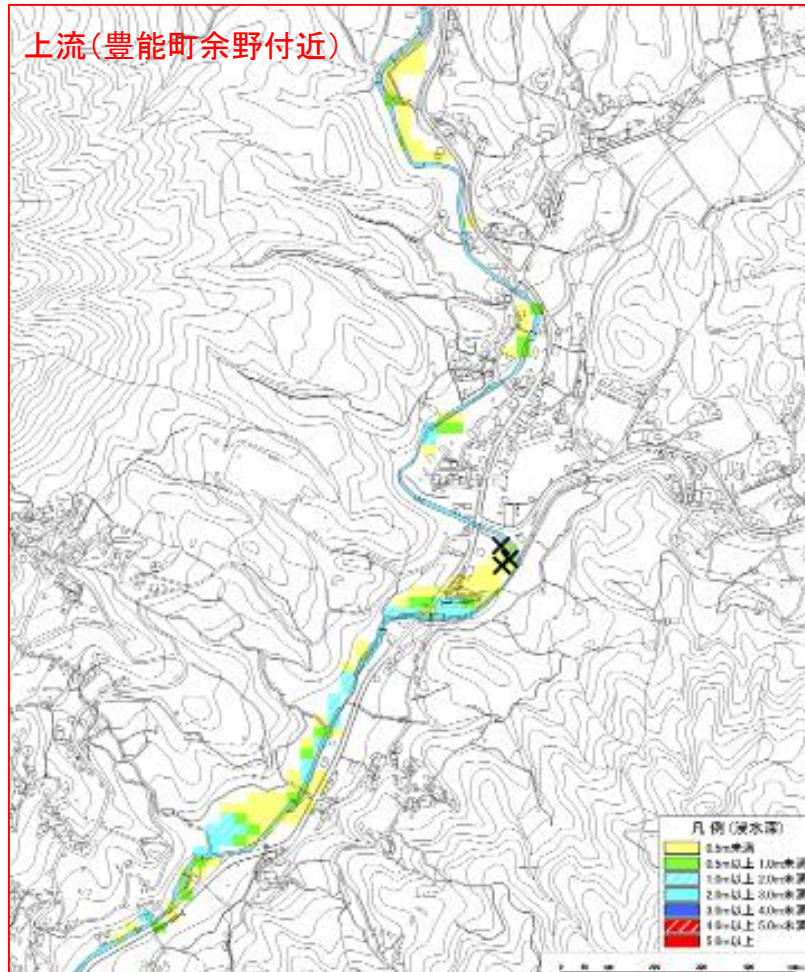 上流(豊能町余野付近)
凡 例 (浸水深)
0.5m未満
0.5m以上 1.0m未満
1.0m以上 2.0m未満
2.0m以上 3.0m未満
3.0m以上 4.0m未満
4.0m以上 5.0m未満
5.0m以上